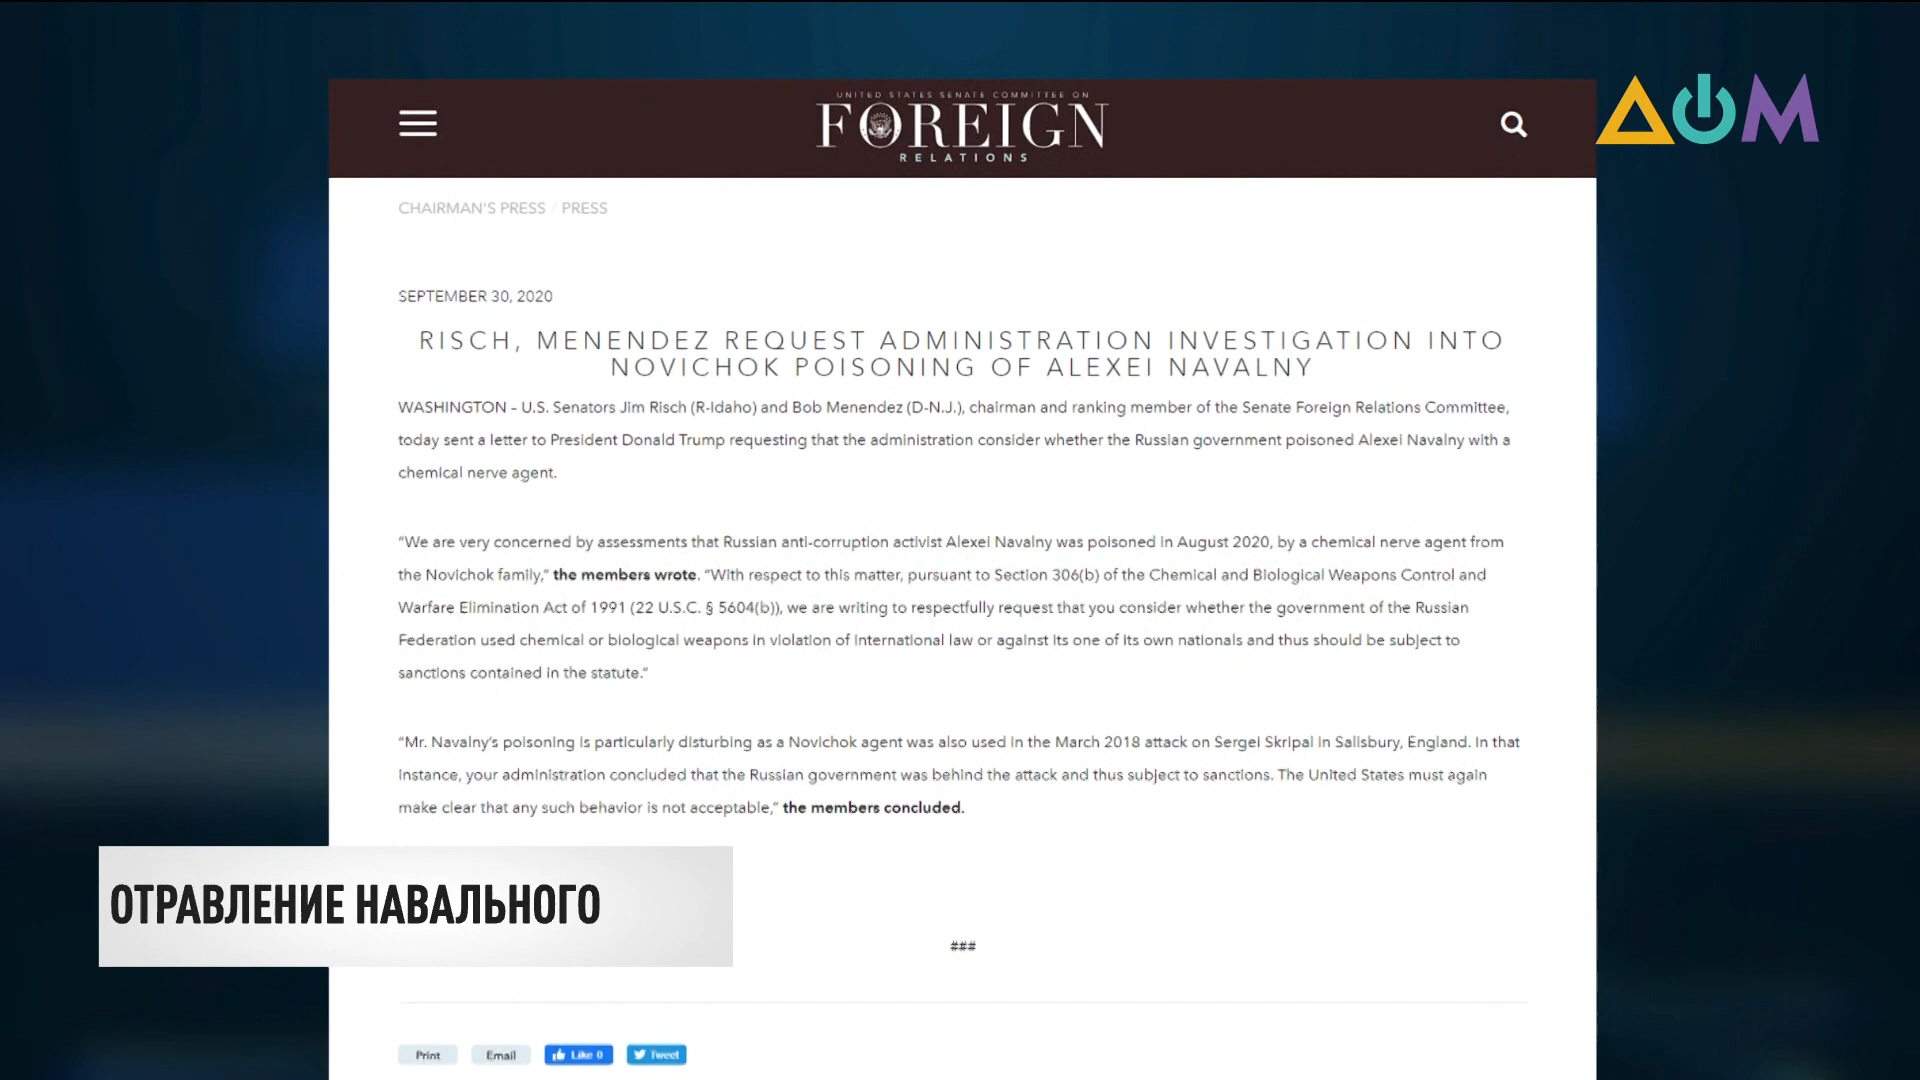 UNITED STATES SENATE COMMITTEE ON
FOREIGN
RELATIONS
ДОМ
CHAIRMAN'S PRESS / PRESS
SEPTEMBER 30, 2020
RISCH, MENENDEZ REQUEST ADMINISTRATION INVESTIGATION INTO
NOVICHOK POISONING OF ALEXEI NAVALNY
WASHINGTON – U.S. Senators Jim Risch (R-Idaho) and Bob Menendez (D-N.J.), chairman and ranking member of the Senate Foreign Relations Committee,
today sent a letter to President Donald Trump requesting that the administration consider whether the Russian government poisoned Alexei Navalny with a
chemical nerve agent.
“We are very concerned by assessments that Russian anti-corruption activist Alexei Navalny was poisoned in August 2020, by a chemical nerve agent from
the Novichok family,” the members wrote. “With respect to this matter, pursuant to Section 306(b) of the Chemical and Biological Weapons Control and
Warfare Elimination Act of 1991 (22 U.S.C. § 5604(b)), we are writing to respectfully request that you consider whether the government of the Russian
Federation used chemical or biological weapons in violation of international law or against its one of its own nationals and thus should be subject to
sanctions contained in the statute.”
“Mr. Navalny’s poisoning is particularly disturbing as a Novichok agent was also used in the March 2018 attack on Sergei Skripal in Salisbury, England. In that
instance, your administration concluded that the Russian government was behind the attack and thus subject to sanctions. The United States must again
make clear that any such behavior is not acceptable,” the members concluded.
ОТРАВЛЕНИЕ НАВАЛЬНОГО
###
Print Email Like 0 Tweet